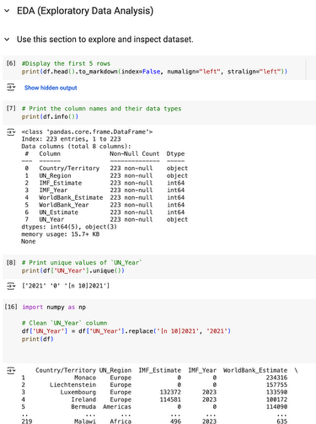 EDA (Exploratory Data Analysis)
Use this section to explore and inspect dataset.
[6] #Display the first 5 rows
print(df.head().to_markdown(index=False, numalign="left", stralign="left"))
Show hidden output
[7] # Print the column names and their data types
print(df.info())
<class 'pandas.core.frame.DataFrame'>
Index: 223 entries, 1 to 223
Data columns (total 8 columns):
# Column Non-Null Count Dtype
--- ------ -------------- -----
0 Country/Territory 223 non-null object
1 UN_Region 223 non-null object
2 IMF_Estimate 223 non-null int64
3 IMF_Year 223 non-null int64
4 WorldBank_Estimate 223 non-null int64
5 WorldBank_Year 223 non-null int64
6 UN_Estimate 223 non-null int64
7 UN_Year 223 non-null object
dtypes: int64(5), object(3)
memory usage: 15.7+ KB
None
[8] # Print unique values of `UN_Year`
print(df['UN_Year'].unique())
['2021' '0' '[n 10]2021']
[16] import numpy as np
# Clean `UN_Year` column
df['UN_Year'] = df['UN_Year'].replace('[n 10]2021', '2021')
print(df)
Country/Territory UN_Region IMF_Estimate IMF_Year WorldBank_Estimate \
1 Monaco Europe 0 0 234316
2 Liechtenstein Europe 0 0 157755
3 Luxembourg Europe 132372 2023 133590
4 Ireland Europe 114581 2023 100172
5 Bermuda Americas 0 0 114090
.. ... ... ... ... ...
219 Malawi Africa 496 2023 635